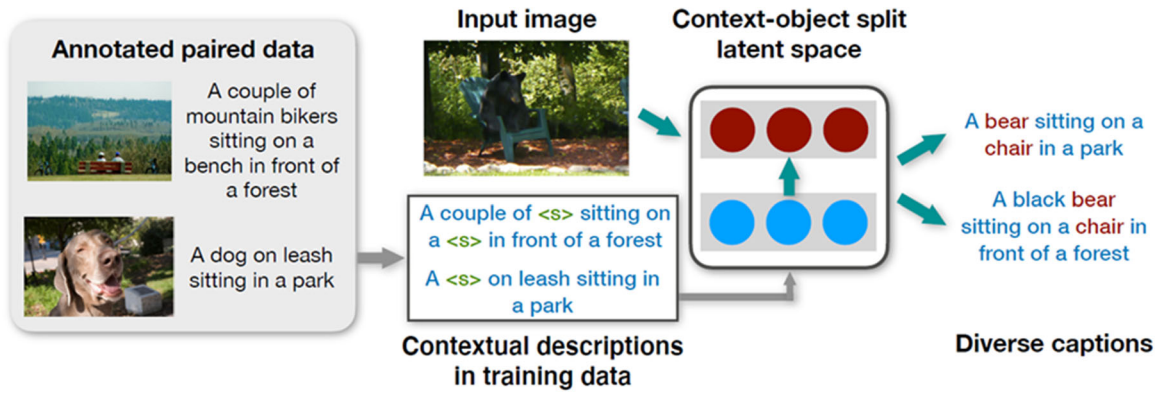 Annotated paired data
A couple of
mountain bikers
sitting on a
bench in front of
a forest
A dog on leash
sitting in a park
Input image
A couple of <s> sitting on
a <s> in front of a forest
A <s> on leash sitting in
a park
Contextual descriptions
in training data
Context-object split
latent space
A bear sitting on a
chair in a park
A black bear
sitting on a chair in
front of a forest
Diverse captions